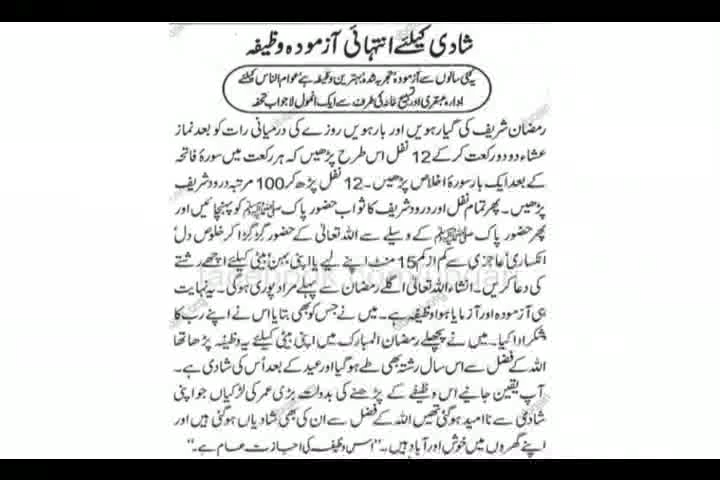 شادی کیلئے انتہائی آزمودہ وظیفہ
کئی سالوں سے آزمودہ تجربہ شدہ بہترین وظیفہ ہے عوام الناس کیلئے
ادارہ عبقری اور تسبیح خانہ کی طرف سے ایک انمول لاجواب تحفہ
رمضان شریف کی گیارہویں اور بارہویں روزے کی درمیانی رات کو بعد نماز
عشاء دو دو رکعت کرکے 12 نفل اس طرح پڑھیں کہ ہر رکعت میں سورۂ فاتحہ
کے بعد ایک بار سورۂ اخلاص پڑھیں۔ 12 نفل پڑھ کر 100 مرتبہ درود شریف
پڑھیں۔ پھر تمام نفل اور درود شریف کا ثواب حضور پاک ﷺ کو پہنچائیں اور
پھر حضور پاک ﷺ کے وسیلے سے اللہ تعالیٰ کے حضور گڑگڑا کر خلوص دل
انکساری عاجزی سے کم از کم 15 منٹ اپنے لیے یا اپنی بہن بیٹی کیلئے اچھے رشتے
کی دعا کریں۔ انشاء اللہ تعالیٰ اگلے رمضان سے پہلے مراد پوری ہوگی۔ یہ نہایت
ہی آزمودہ اور آزمایا ہوا وظیفہ ہے۔ میں نے جس کو بھی بتایا اس نے اپنے رب کا
شکر ادا کیا۔ میں نے پچھلے رمضان المبارک میں اپنی بیٹی کیلئے یہ وظیفہ پڑھا تھا
اللہ کے فضل سے اس سال رشتہ بھی طے ہوگیا اور عید کے بعد اُس کی شادی ہے۔
آپ یقین جانیے اس وظیفے کے پڑھنے کی بدولت بڑی عمر کی لڑکیاں جو اپنی
شادی سے ناامید ہوگئی تھیں اللہ کے فضل سے ان کی بھی شادیاں ہوگئی ہیں اور
اپنے گھروں میں خوش اور آباد ہیں۔۔ "اس وظیفہ کی اجازت عام ہے۔"